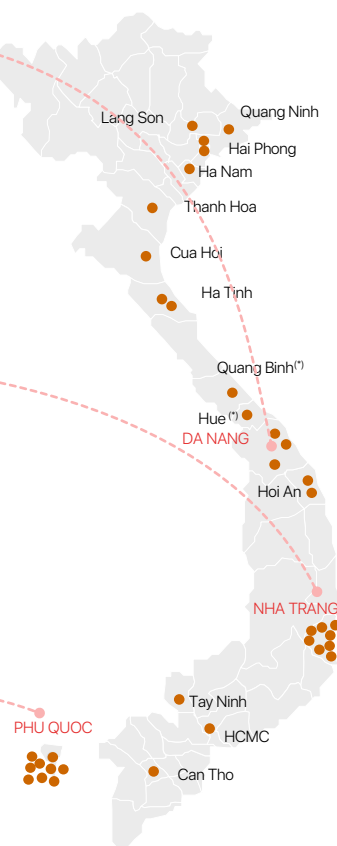 Lang Son
Quang Ninh
Hai Phong
Ha Nam
Thanh Hoa
Cua Hoi
Ha Tinh
Quang Binh(*)
Hue (*)
DA NANG
Hoi An
NHA TRANG
Tay Ninh
PHU QUOC
HCMC
Can Tho